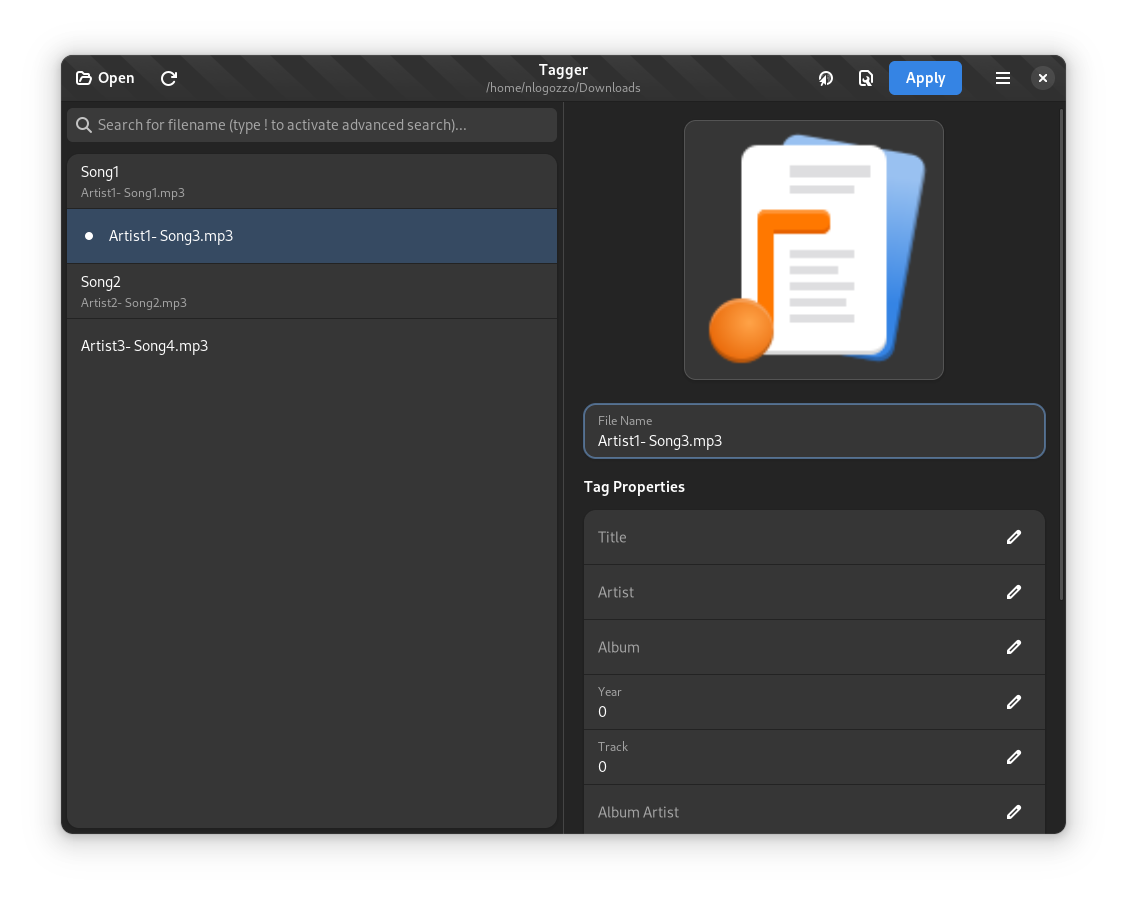 Open
Tagger
/home/nlogozzo/Downloads
Apply
Search for filename (type ! to activate advanced search)...
Song1
Artist1- Song1.mp3
Artist1- Song3.mp3
Song2
Artist2- Song2.mp3
Artist3- Song4.mp3
File Name
Artist1- Song3.mp3
Tag Properties
Title
Artist
Album
Year
0
Track
0
Album Artist